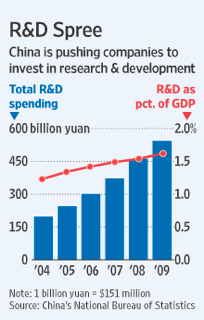 R&D Spree
China is pushing companies to
invest in research & development
Total R&D R&D as
spending pct. of GDP
600 billion yuan 2.0%
450 1.5
300 1.0
150 0.5
0 0.0
'04 '05 '06 '07 '08 '09
Note: 1 billion yuan = $151 million
Source: China's National Bureau of Statistics